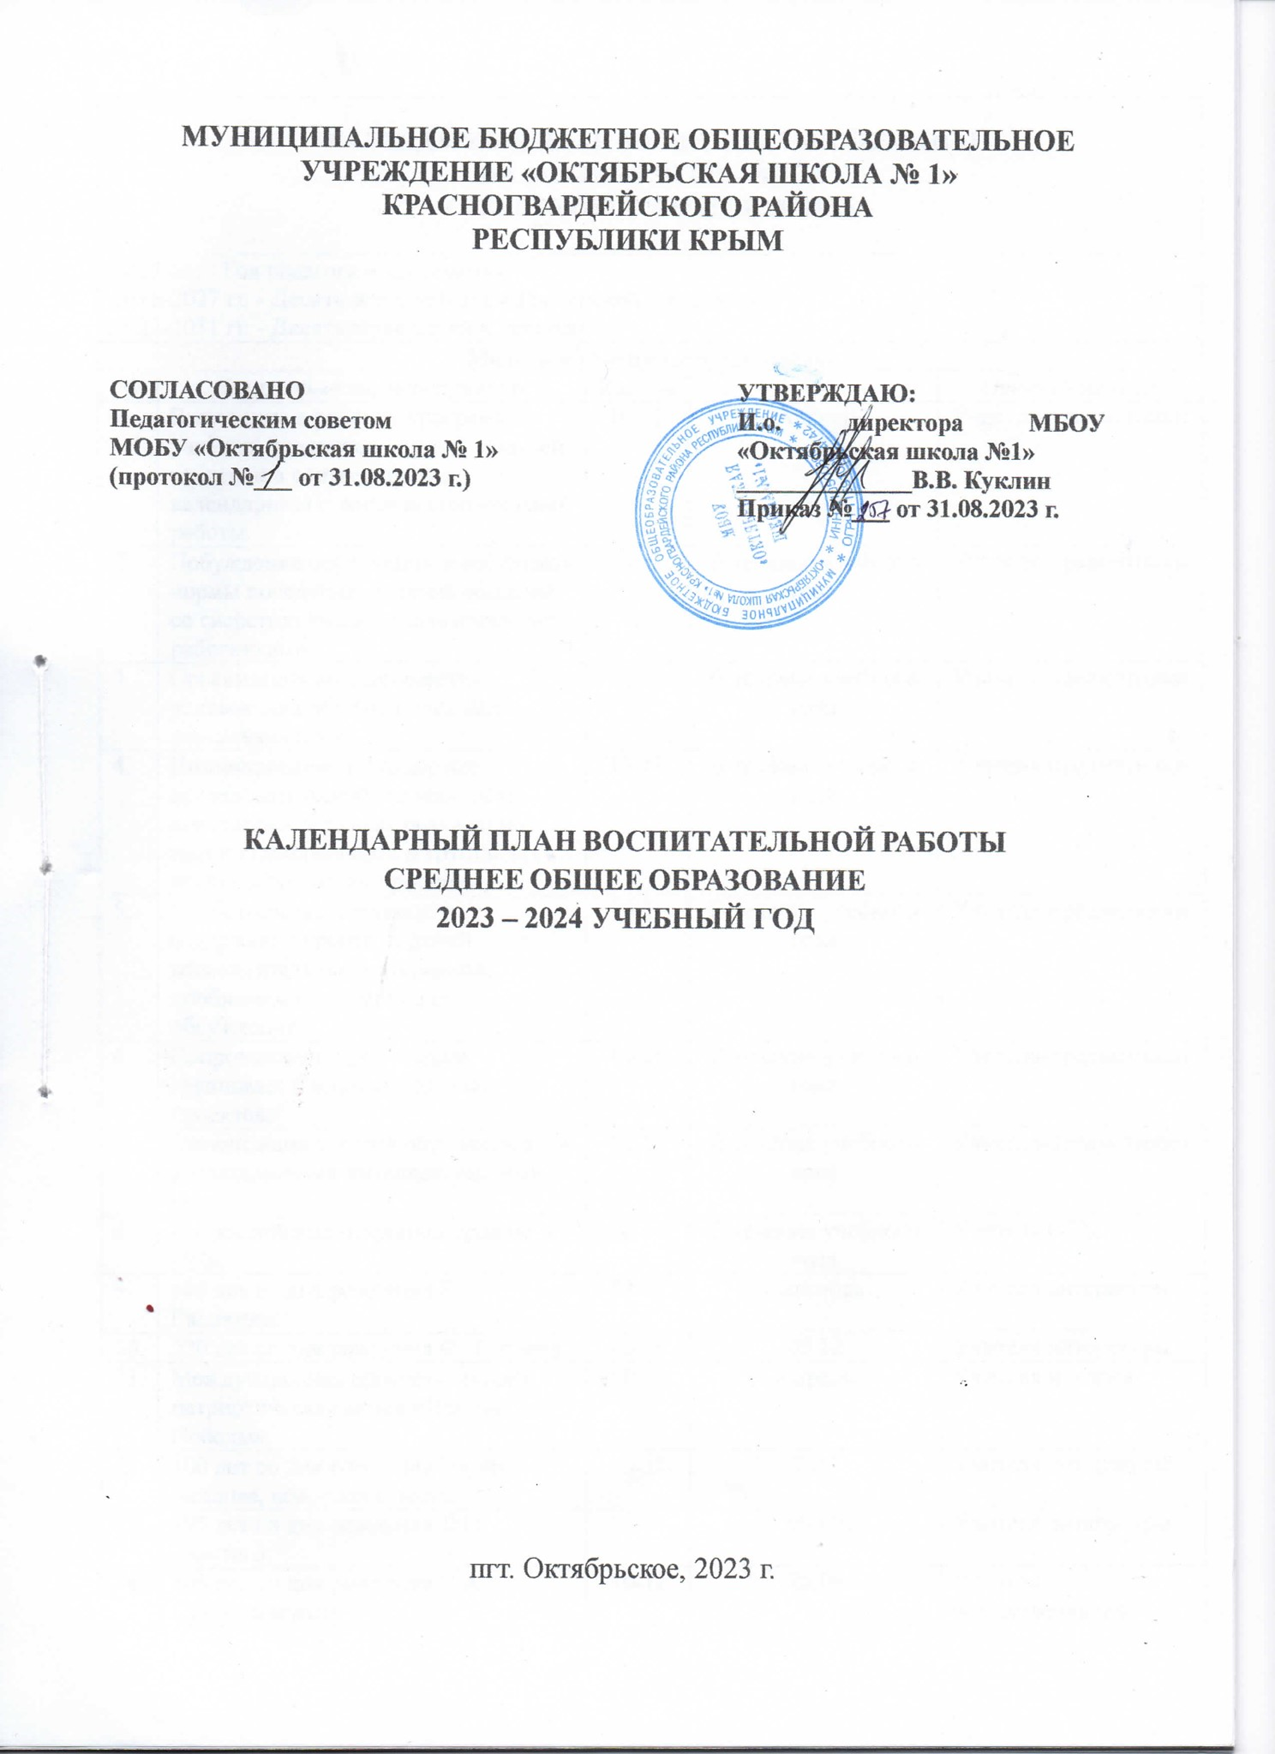 МУНИЦИПАЛЬНОЕ БЮДЖЕТНОЕ ОБЩЕОБРАЗОВАТЕЛЬНОЕ
УЧРЕЖДЕНИЕ «ОКТЯБРЬСКАЯ ШКОЛА № 1»
КРАСНОГВАРДЕЙСКОГО РАЙОНА
РЕСПУБЛИКИ КРЫМ
СОГЛАСОВАНО
Педагогическим советом
МОБУ «Октябрьская школа № 1»
(протокол № 1 от 31.08.2023 г.)
УТВЕРЖДАЮ:
И.о. директора МБОУ
«Октябрьская школа №1»
В.В. Куклин
Приказ № 257 от 31.08.2023 г.
КАЛЕНДАРНЫЙ ПЛАН ВОСПИТАТЕЛЬНОЙ РАБОТЫ
СРЕДНЕЕ ОБЩЕЕ ОБРАЗОВАНИЕ
2023 – 2024 УЧЕБНЫЙ ГОД
пгт. Октябрьское, 2023 г.